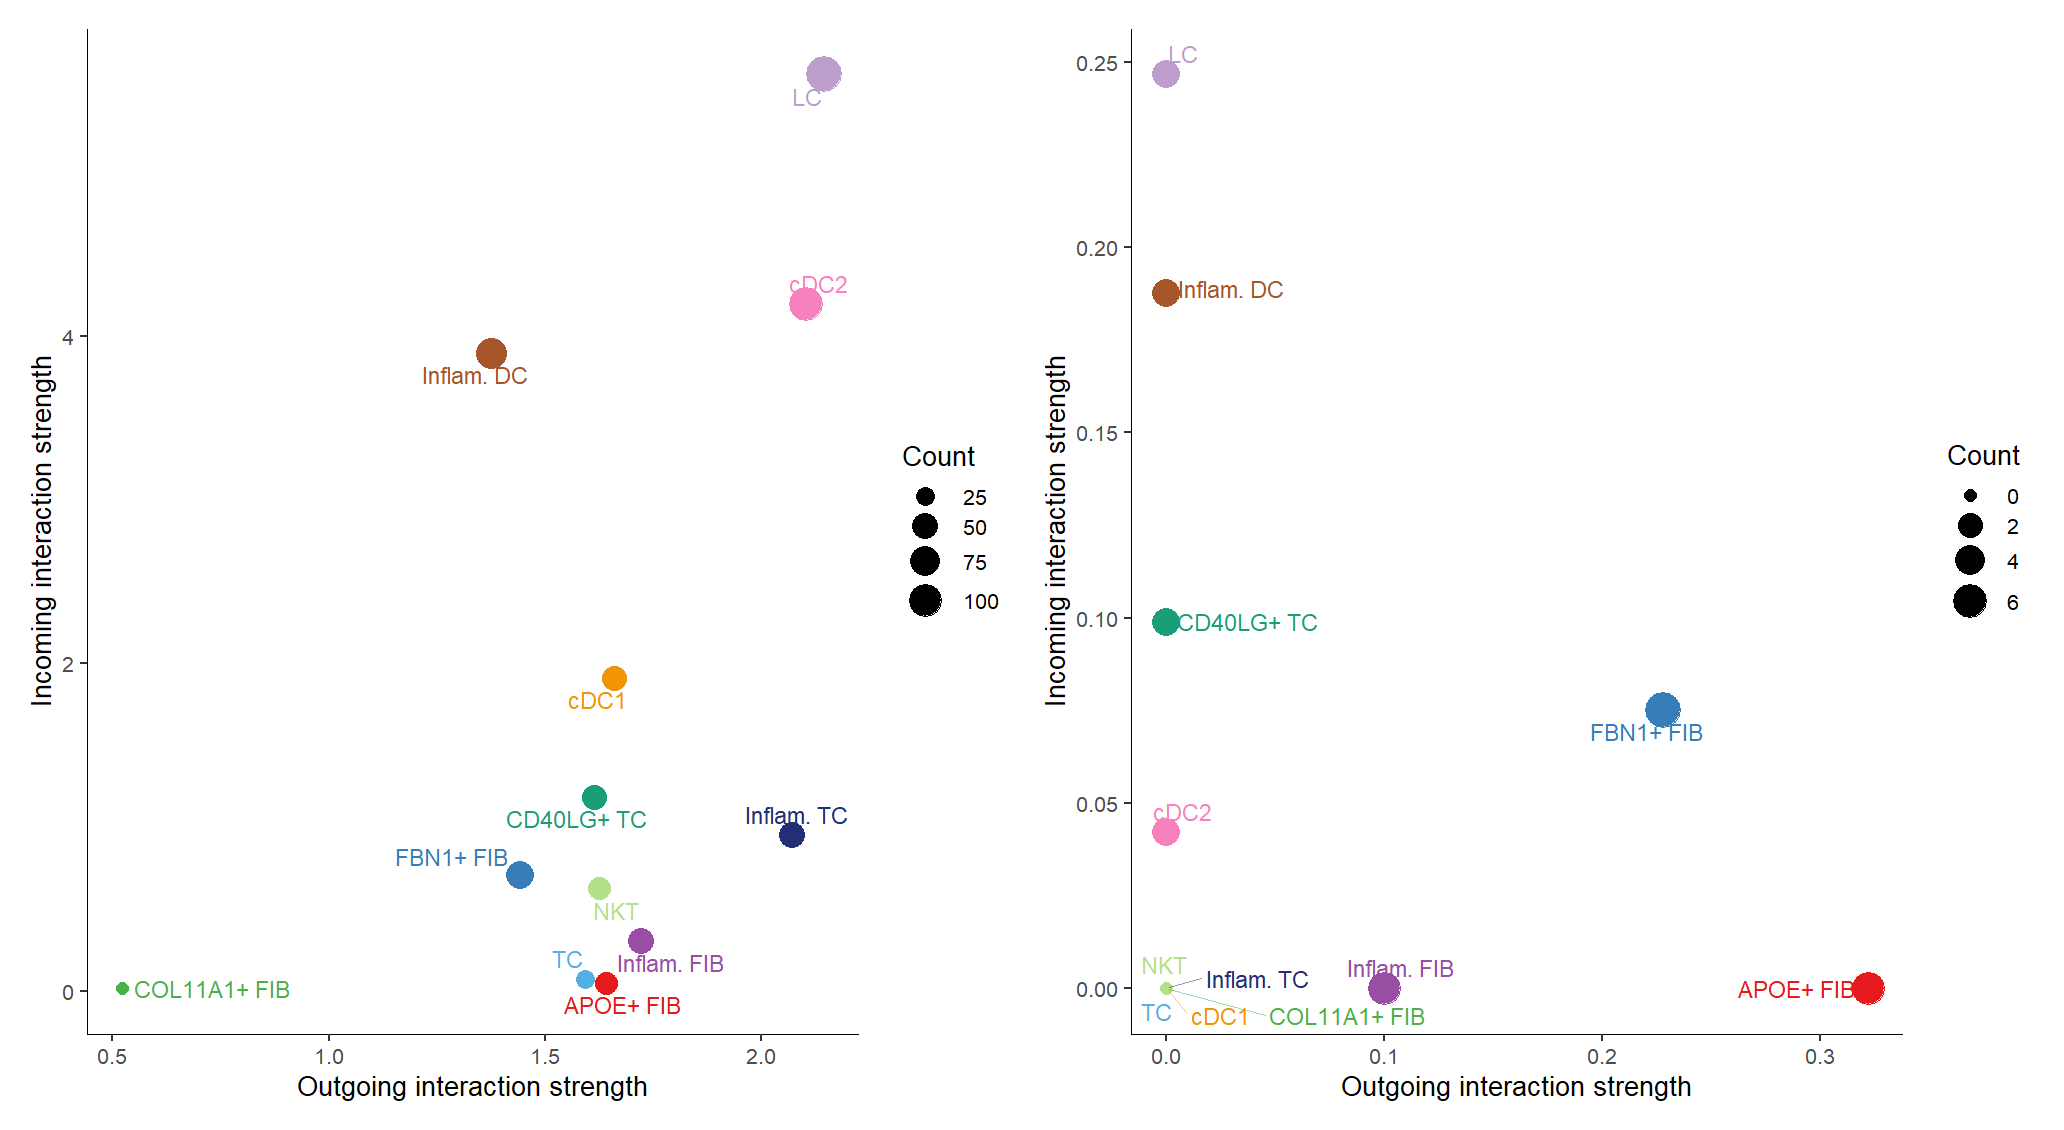 LC
cDC2
4
Inflam. DC
Incoming interaction strength
Count
25
50
75
100
2
cDC1
CD40LG+ TC
Inflam. TC
FBN1+ FIB
NKT
TC
Inflam. FIB
0
COL11A1+ FIB
APOE+ FIB
0.5
1.0
1.5
2.0
Outgoing interaction strength
0.25
LC
0.20
Inflam. DC
Incoming interaction strength
0.15
Count
0
2
4
6
0.10
CD40LG+ TC
FBN1+ FIB
0.05
cDC2
NKT
Inflam. TC
Inflam. FIB
0.00
APOE+ FIB
TC
cDC1
COL11A1+ FIB
0.0
0.1
0.2
0.3
Outgoing interaction strength